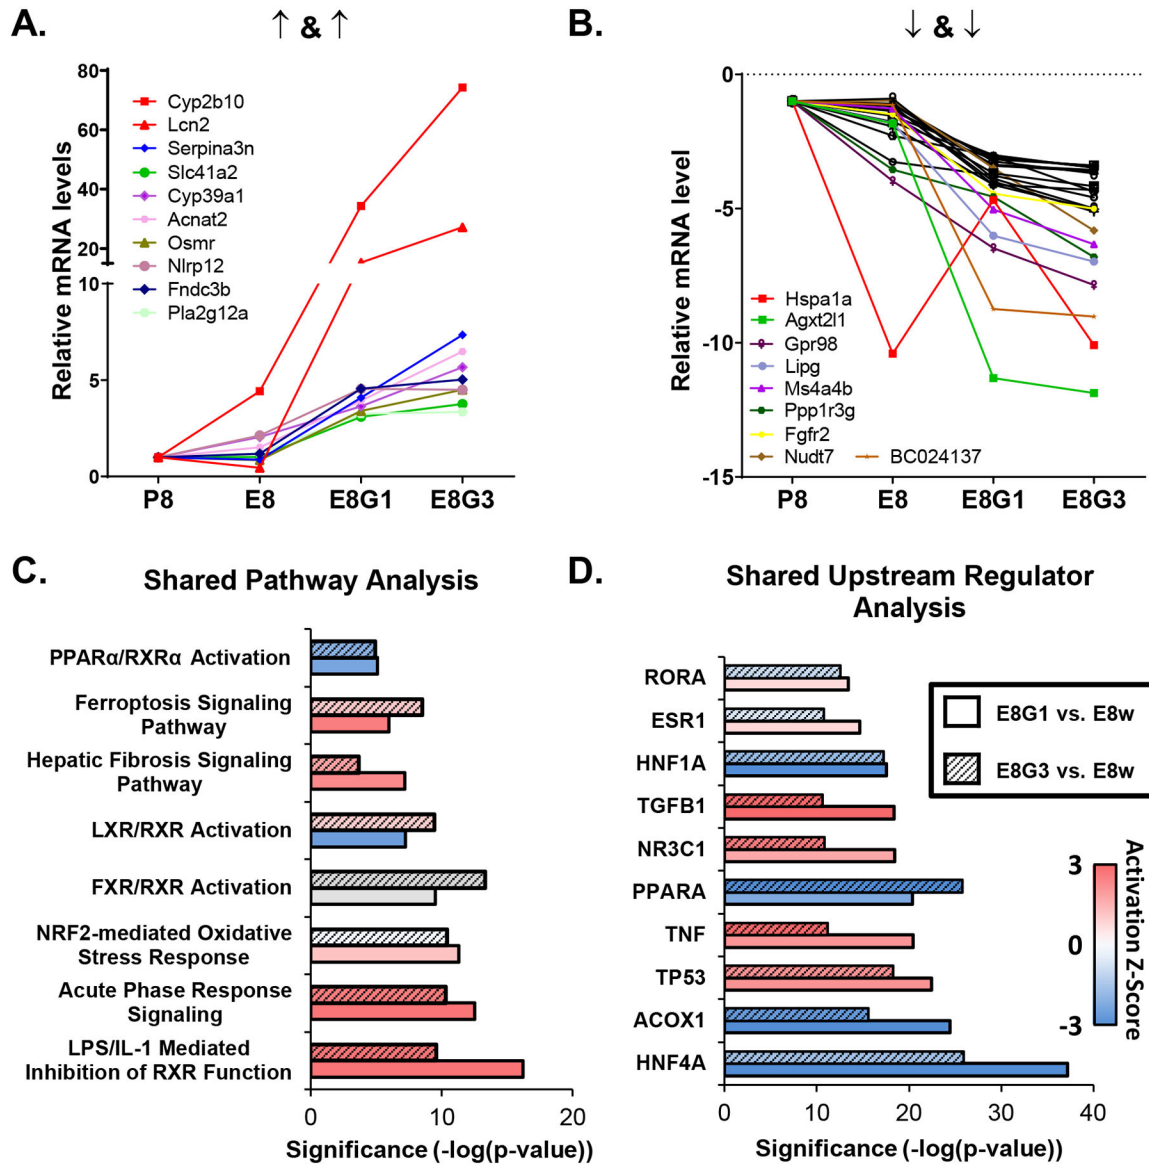 A.
↑ & ↑
Relative mRNA levels
80
60
40
20
10
5
0
Cyp2b10
Lcn2
Serpina3n
Slc41a2
Cyp39a1
Acnat2
Osmr
Nlrp12
Fndc3b
Pla2g12a
P8 E8 E8G1 E8G3
B.
↓ & ↓
Relative mRNA level
0
-5
-10
-15
Hspa1a
Agxt2l1
Gpr98
Lipg
Ms4a4b
Ppp1r3g
Fgfr2
Nudt7 BC024137
P8 E8 E8G1 E8G3
C.
Shared Pathway Analysis
PPARα/RXRα Activation
Ferroptosis Signaling
Pathway
Hepatic Fibrosis Signaling
Pathway
LXR/RXR Activation
FXR/RXR Activation
NRF2-mediated Oxidative
Stress Response
Acute Phase Response
Signaling
LPS/IL-1 Mediated
Inhibition of RXR Function
0 10 20
Significance (-log(p-value))
D.
Shared Upstream Regulator
Analysis
RORA
ESR1
HNF1A
TGFB1
NR3C1
PPARA
TNF
TP53
ACOX1
HNF4A
0 10 20 30 40
Significance (-log(p-value))
E8G1 vs. E8w
E8G3 vs. E8w
3
0
-3
Activation Z-Score